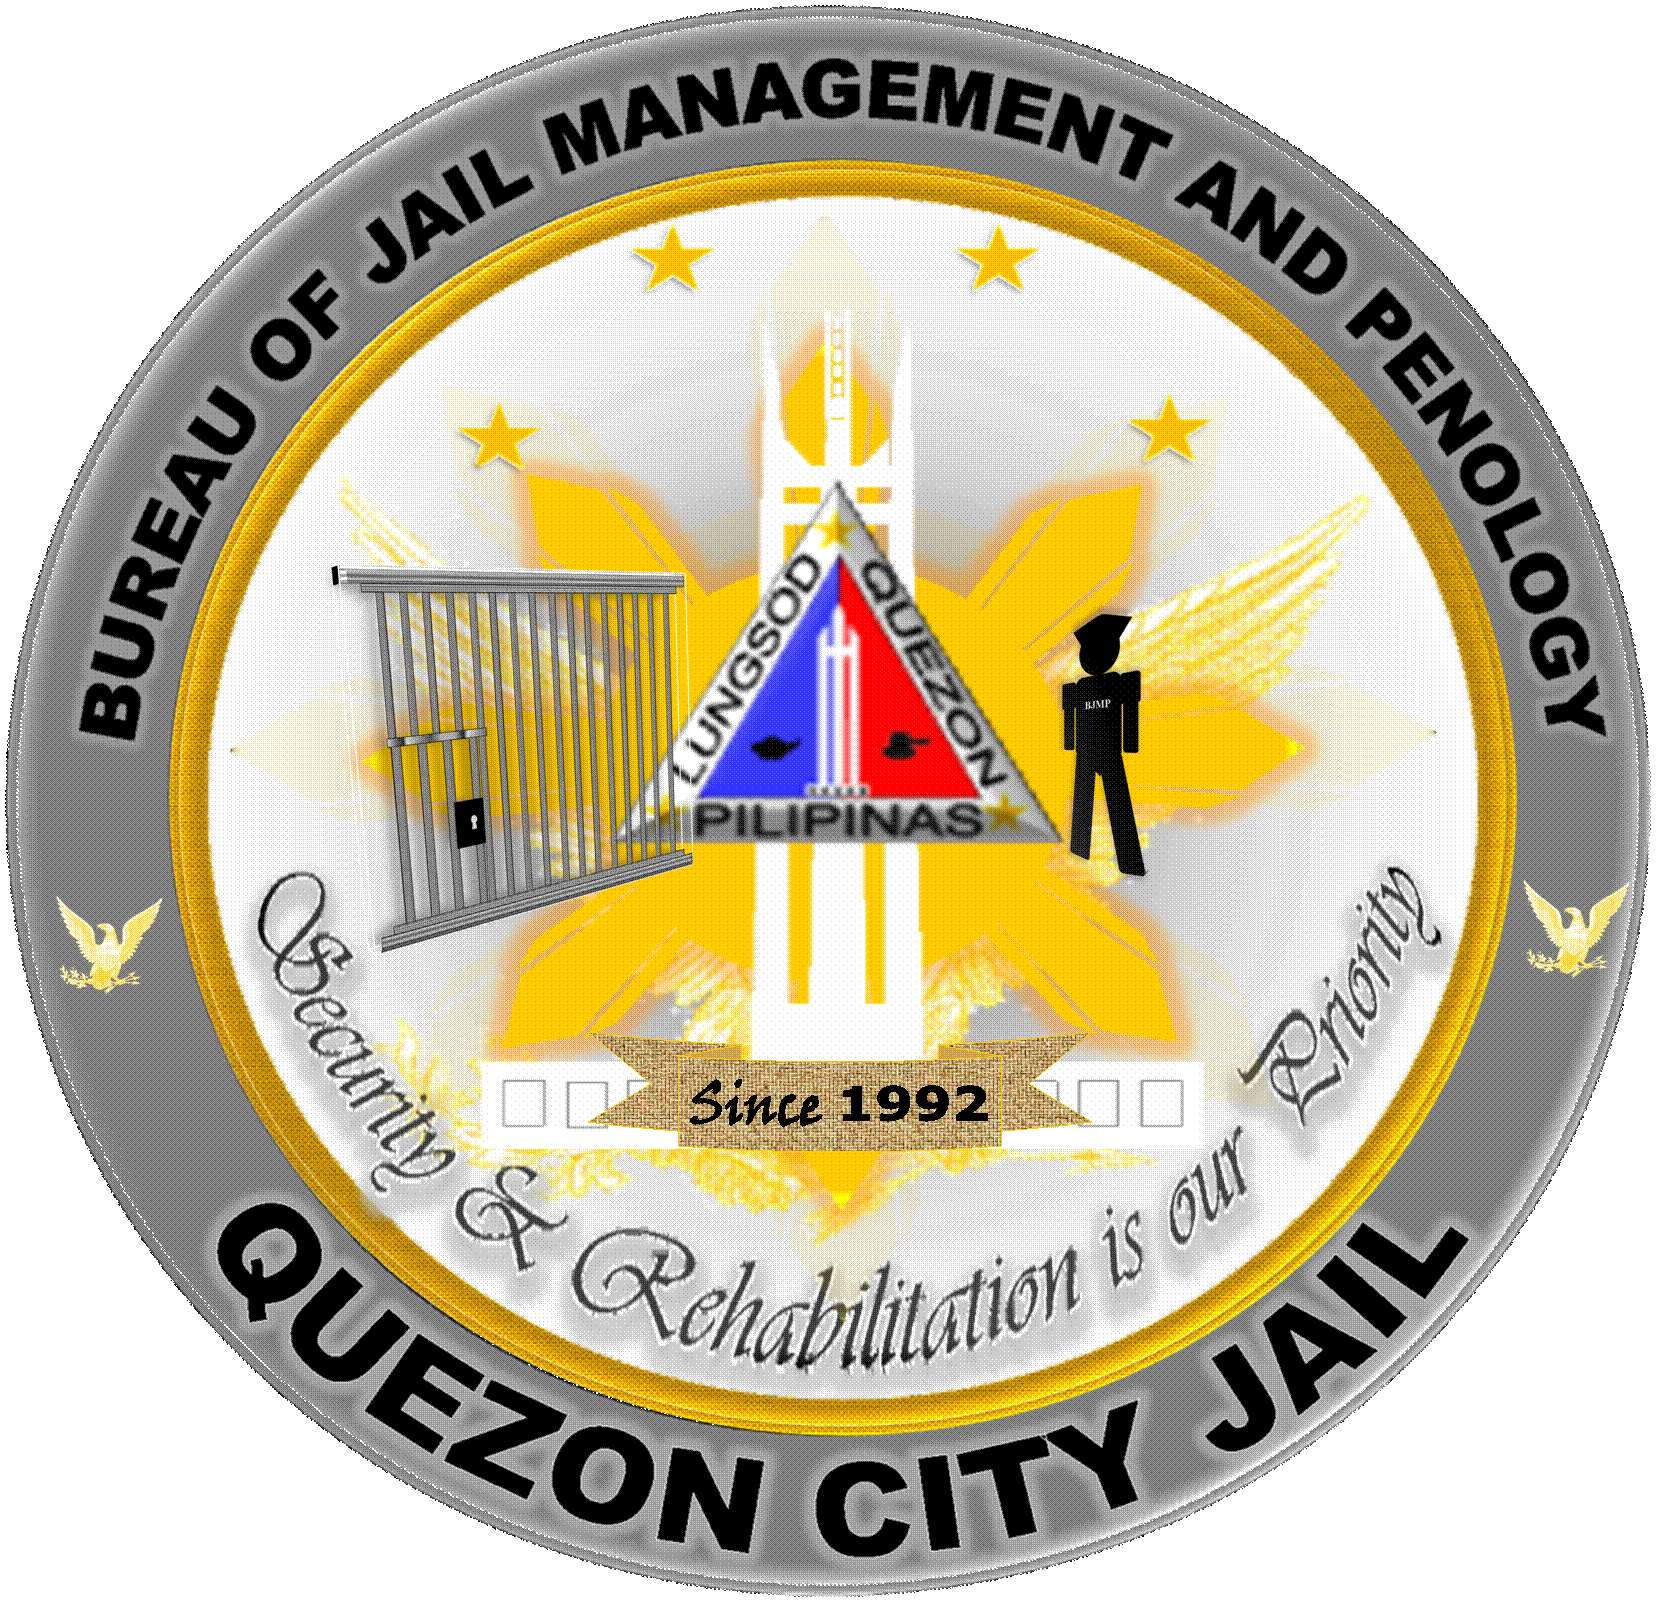 BUREAU OF JAIL MANAGEMENT AND PENOLOGY
LUNGSOD QUEZON
PILIPINAS
BJMP
Since 1992
Security & Rehabilitation is our Priority
QUEZON CITY JAIL